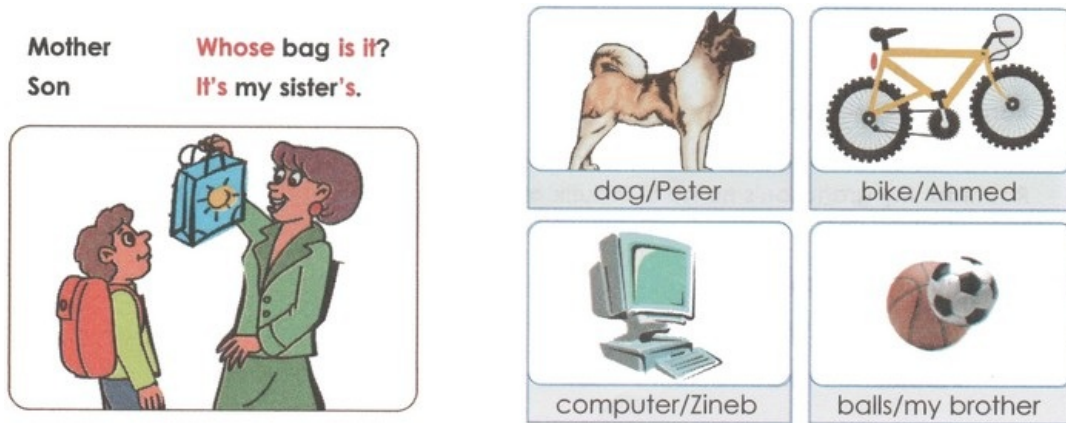 Mother Whose bag is it?
Son It's my sister's.
dog/Peter
bike/Ahmed
computer/Zineb
balls/my brother